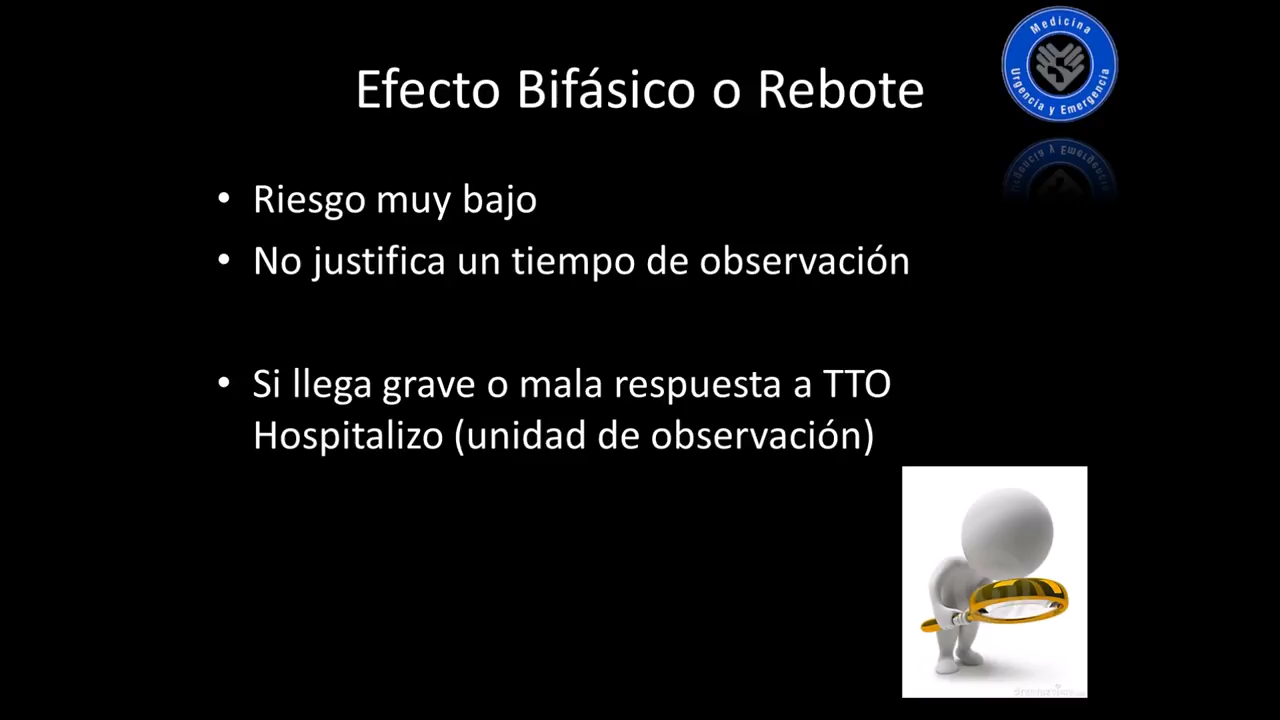 Medicina
Urgencia y Emergencia
Efecto Bifásico o Rebote
• Riesgo muy bajo
• No justifica un tiempo de observación
• Si llega grave o mala respuesta a TTO
Hospitalizo (unidad de observación)